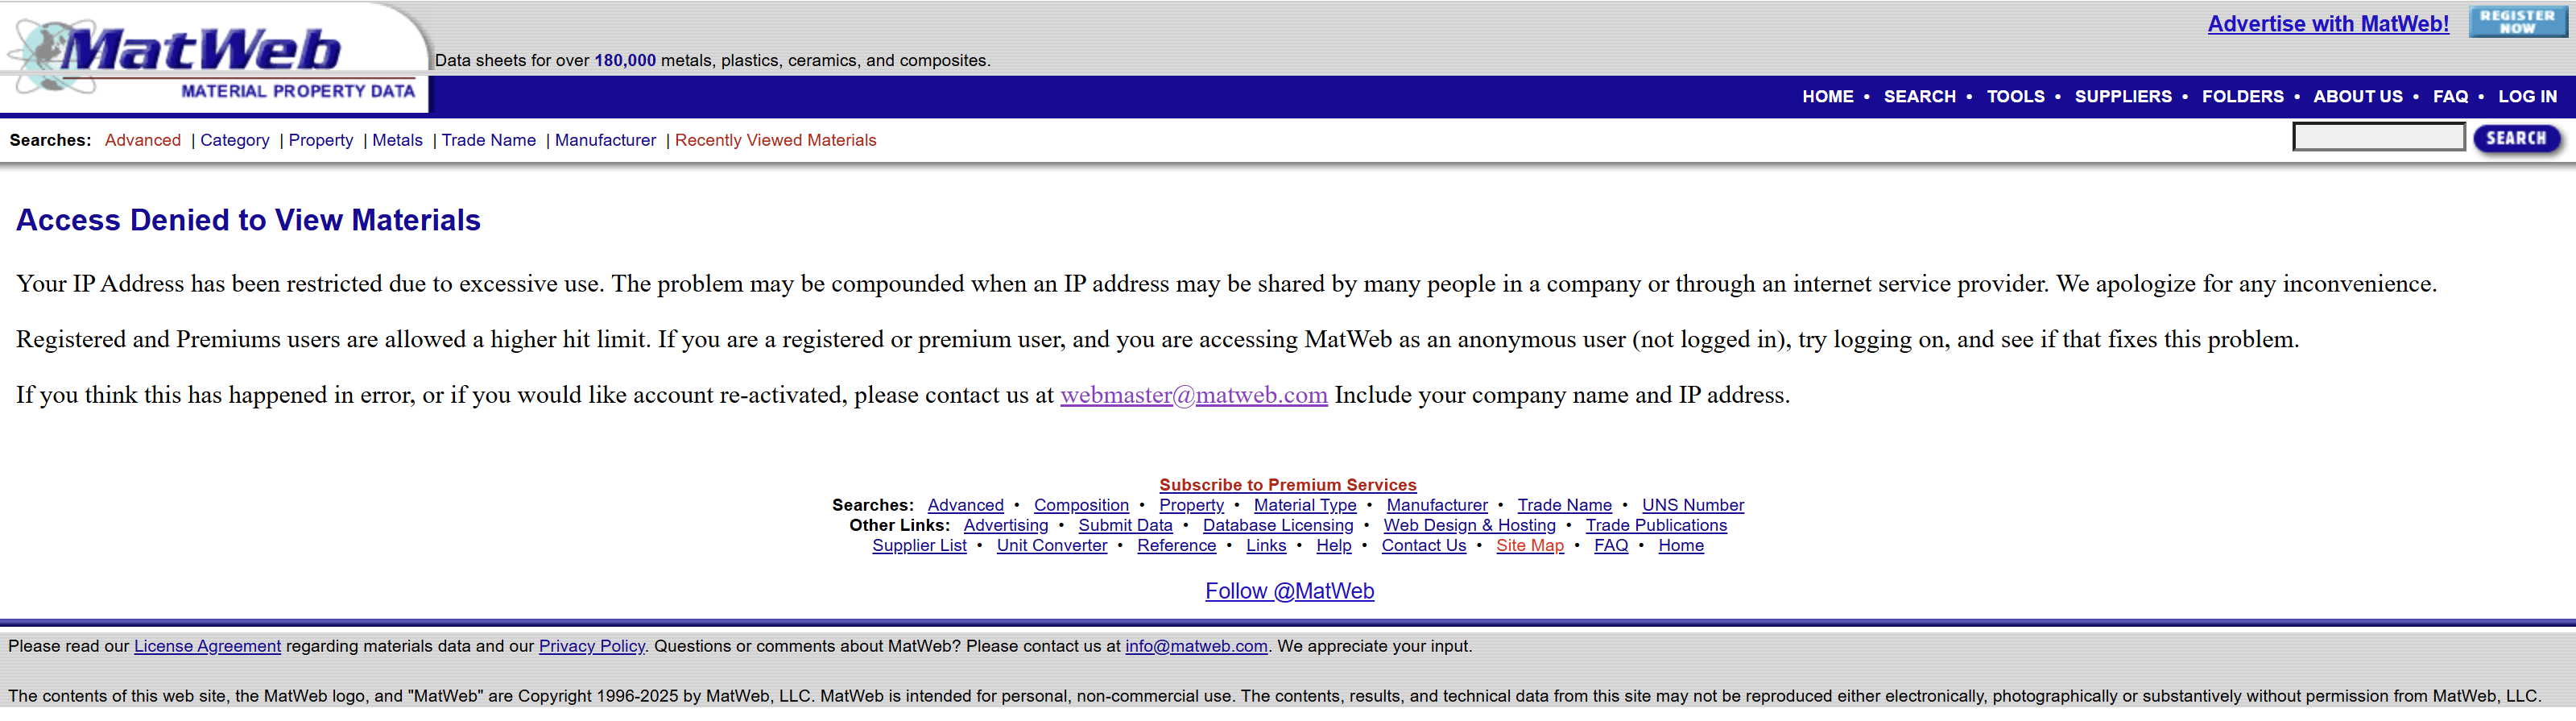 MatWeb
MATERIAL PROPERTY DATA
Data sheets for over 180,000 metals, plastics, ceramics, and composites.
Advertise with MatWeb!
REGISTER NOW
HOME • SEARCH • TOOLS • SUPPLIERS • FOLDERS • ABOUT US • FAQ • LOG IN
Searches: Advanced | Category | Property | Metals | Trade Name | Manufacturer | Recently Viewed Materials
SEARCH
Access Denied to View Materials
Your IP Address has been restricted due to excessive use. The problem may be compounded when an IP address may be shared by many people in a company or through an internet service provider. We apologize for any inconvenience.
Registered and Premiums users are allowed a higher hit limit. If you are a registered or premium user, and you are accessing MatWeb as an anonymous user (not logged in), try logging on, and see if that fixes this problem.
If you think this has happened in error, or if you would like account re-activated, please contact us at webmaster@matweb.com Include your company name and IP address.
Subscribe to Premium Services
Searches: Advanced • Composition • Property • Material Type • Manufacturer • Trade Name • UNS Number
Other Links: Advertising • Submit Data • Database Licensing • Web Design & Hosting • Trade Publications
Supplier List • Unit Converter • Reference • Links • Help • Contact Us • Site Map • FAQ • Home
Follow @MatWeb
Please read our License Agreement regarding materials data and our Privacy Policy. Questions or comments about MatWeb? Please contact us at info@matweb.com. We appreciate your input.
The contents of this web site, the MatWeb logo, and "MatWeb" are Copyright 1996-2025 by MatWeb, LLC. MatWeb is intended for personal, non-commercial use. The contents, results, and technical data from this site may not be reproduced either electronically, photographically or substantively without permission from MatWeb, LLC.